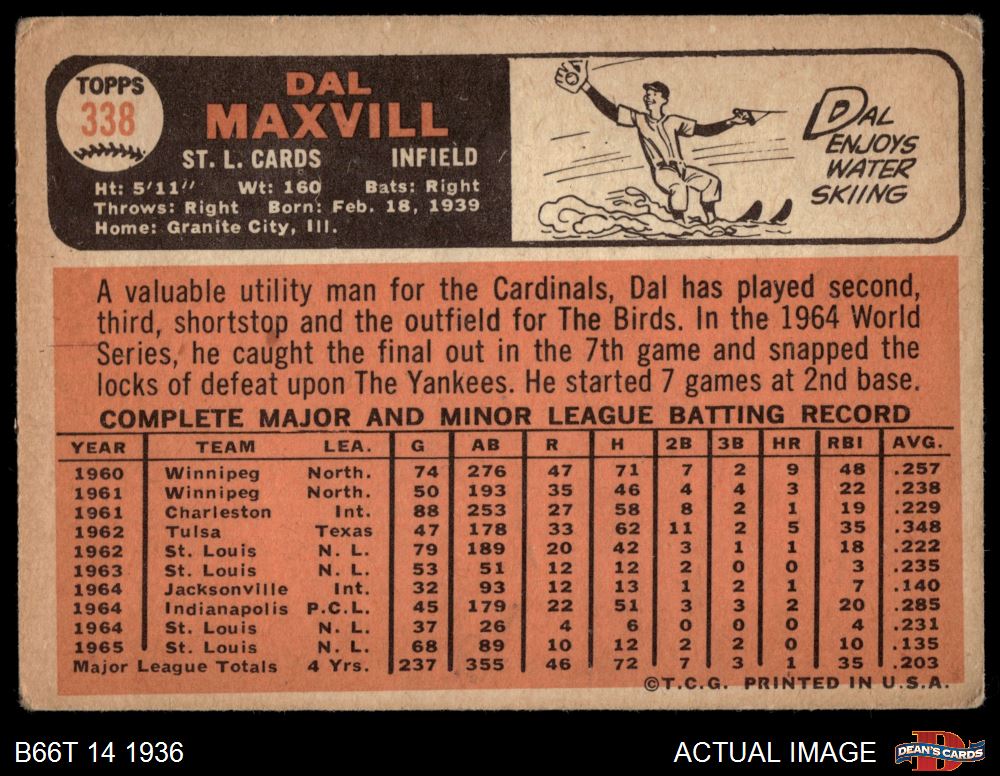 TOPPS
338
DAL
MAXVILL
ST. L. CARDS INFIELD
Ht: 5'11" Wt: 160 Bats: Right
Throws: Right Born: Feb. 18, 1939
Home: Granite City, Ill.
DAL
ENJOYS
WATER
SKIING
A valuable utility man for the Cardinals, Dal has played second,
third, shortstop and the outfield for The Birds. In the 1964 World
Series, he caught the final out in the 7th game and snapped the
locks of defeat upon The Yankees. He started 7 games at 2nd base.
COMPLETE MAJOR AND MINOR LEAGUE BATTING RECORD
YEAR TEAM LEA. G AB R H 2B 3B HR RBI AVG.
1960 Winnipeg North. 74 276 47 71 7 2 9 48 .257
1961 Winnipeg North. 50 193 35 46 4 4 3 22 .238
1961 Charleston Int. 88 253 27 58 8 2 1 19 .229
1962 Tulsa Texas 47 178 33 62 11 2 5 35 .348
1962 St. Louis N. L. 79 189 20 42 3 1 1 18 .222
1963 St. Louis N. L. 53 51 12 12 2 0 0 3 .235
1964 Jacksonville Int. 32 93 12 13 1 2 1 7 .140
1964 Indianapolis P.C.L. 45 179 22 51 3 3 2 20 .285
1964 St. Louis N. L. 37 26 4 6 0 0 0 4 .231
1965 St. Louis N. L. 68 89 10 12 2 2 0 10 .135
Major League Totals 4 Yrs. 237 355 46 72 7 3 1 35 .203
©T.C.G. PRINTED IN U.S.A.
B66T 14 1936
ACTUAL IMAGE
DEAN'S CARDS